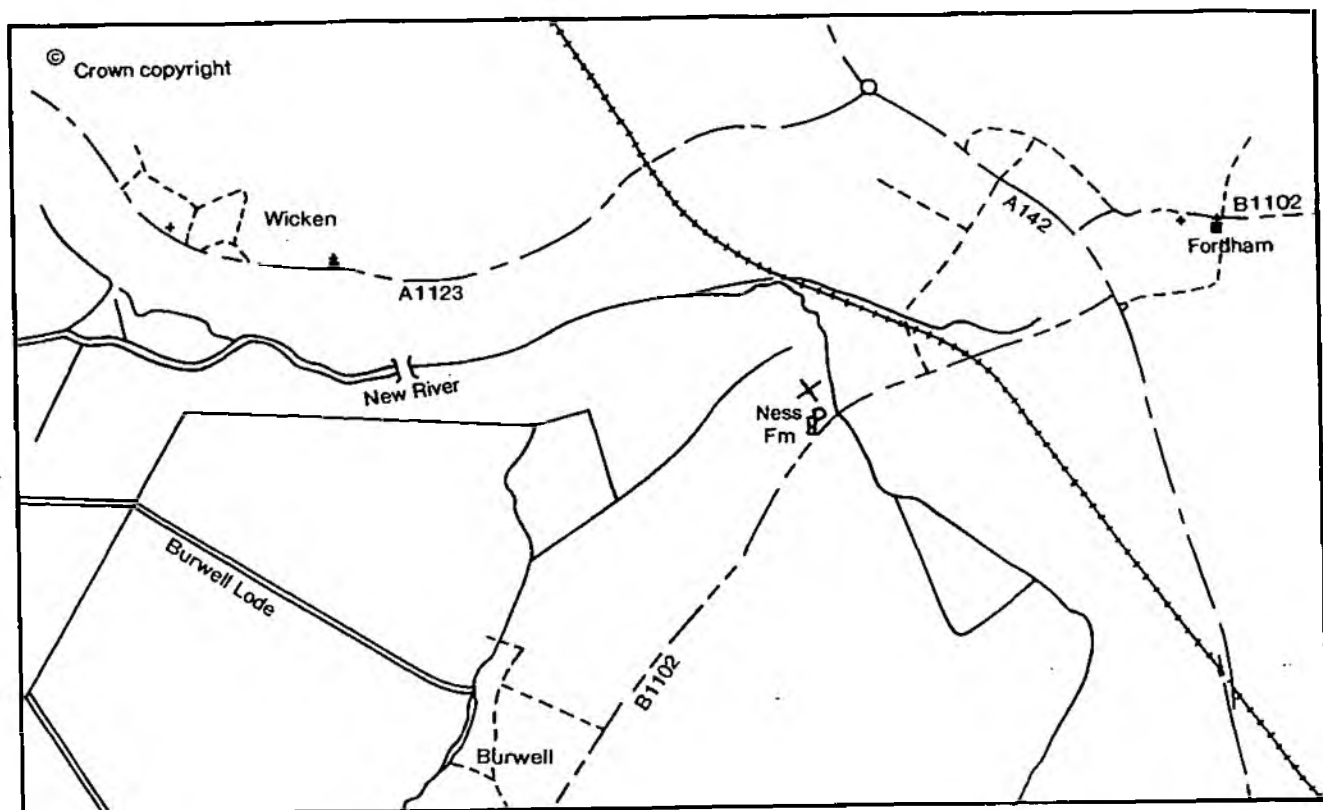 © Crown copyright
Wicken
A1123
A142
B1102
Fordham
New River
Ness
Fm
Burwell Lode
B1102
Burwell